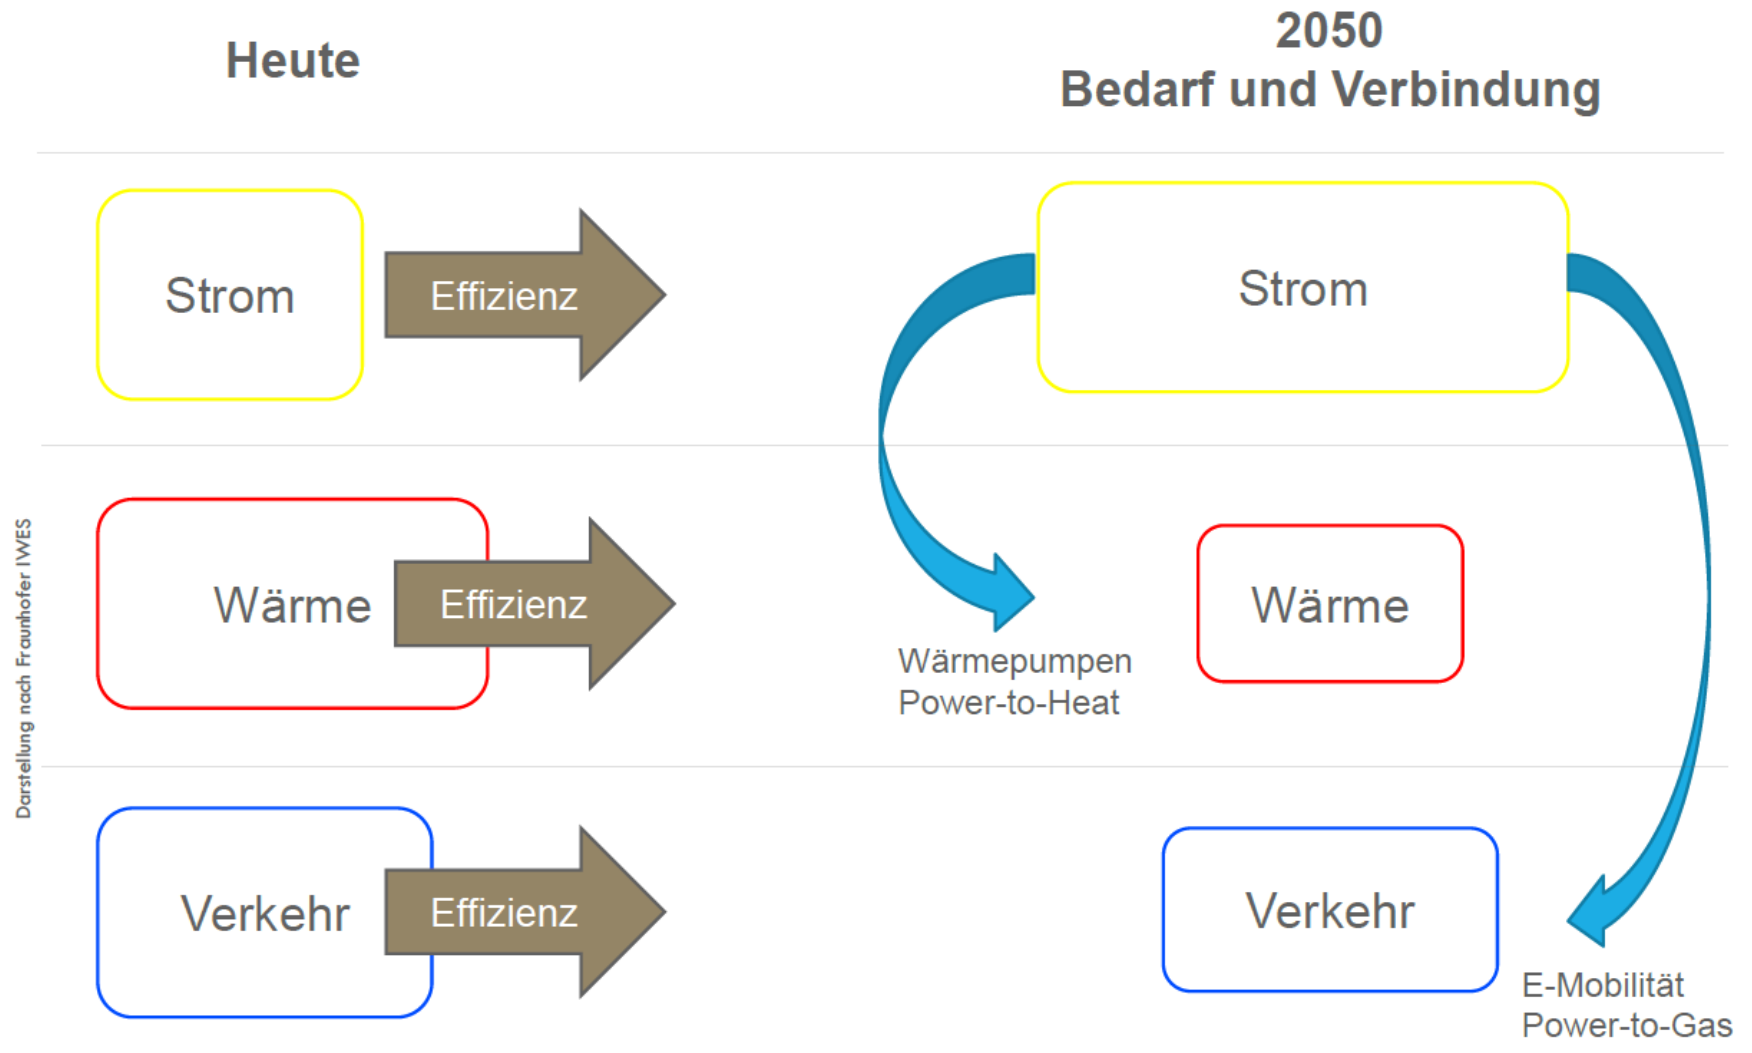 Heute
2050
Bedarf und Verbindung
Strom
Effizienz
Strom
Wärme
Effizienz
Wärmepumpen
Power-to-Heat
Wärme
Verkehr
Effizienz
Verkehr
E-Mobilität
Power-to-Gas
Darstellung nach Fraunhofer IWES